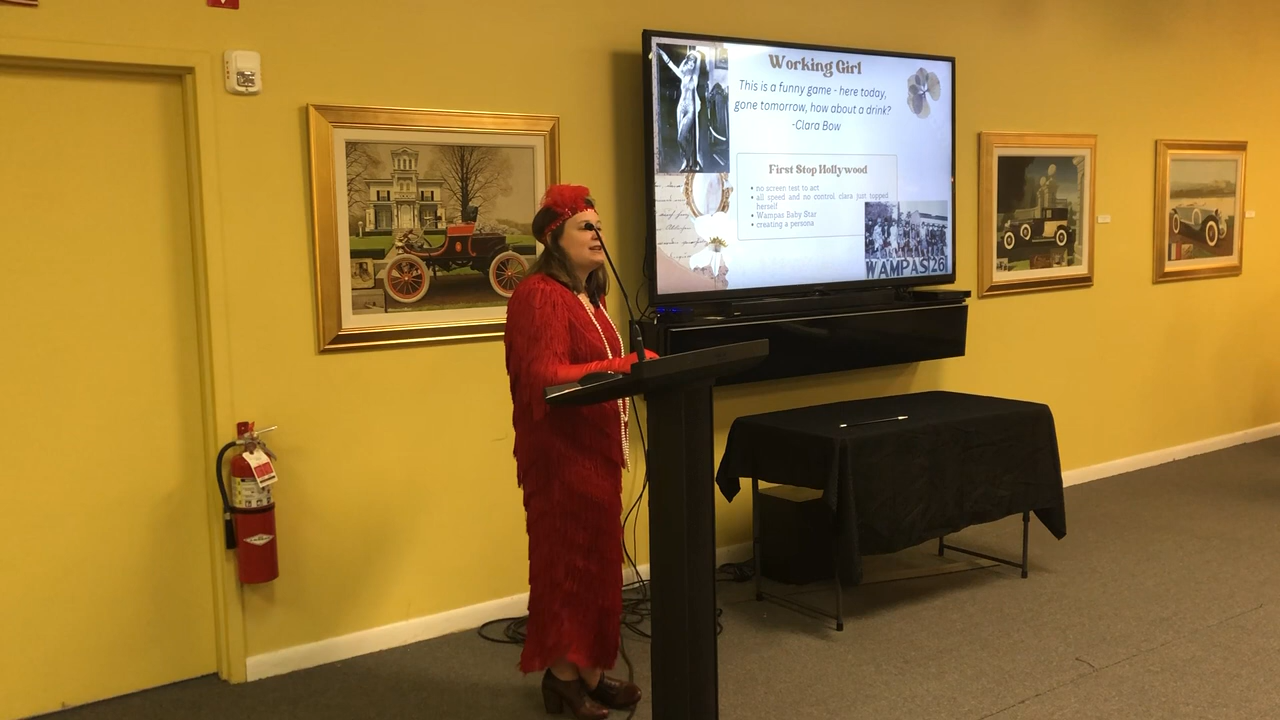 Working Girl
This is a funny game - here today,
gone tomorrow, how about a drink?
-Clara Bow
First Stop Hollywood
• no screen test to act
• all speed and no control clara just topped
herself
• Wampas Baby Star
• creating a persona
WAMPAS 26